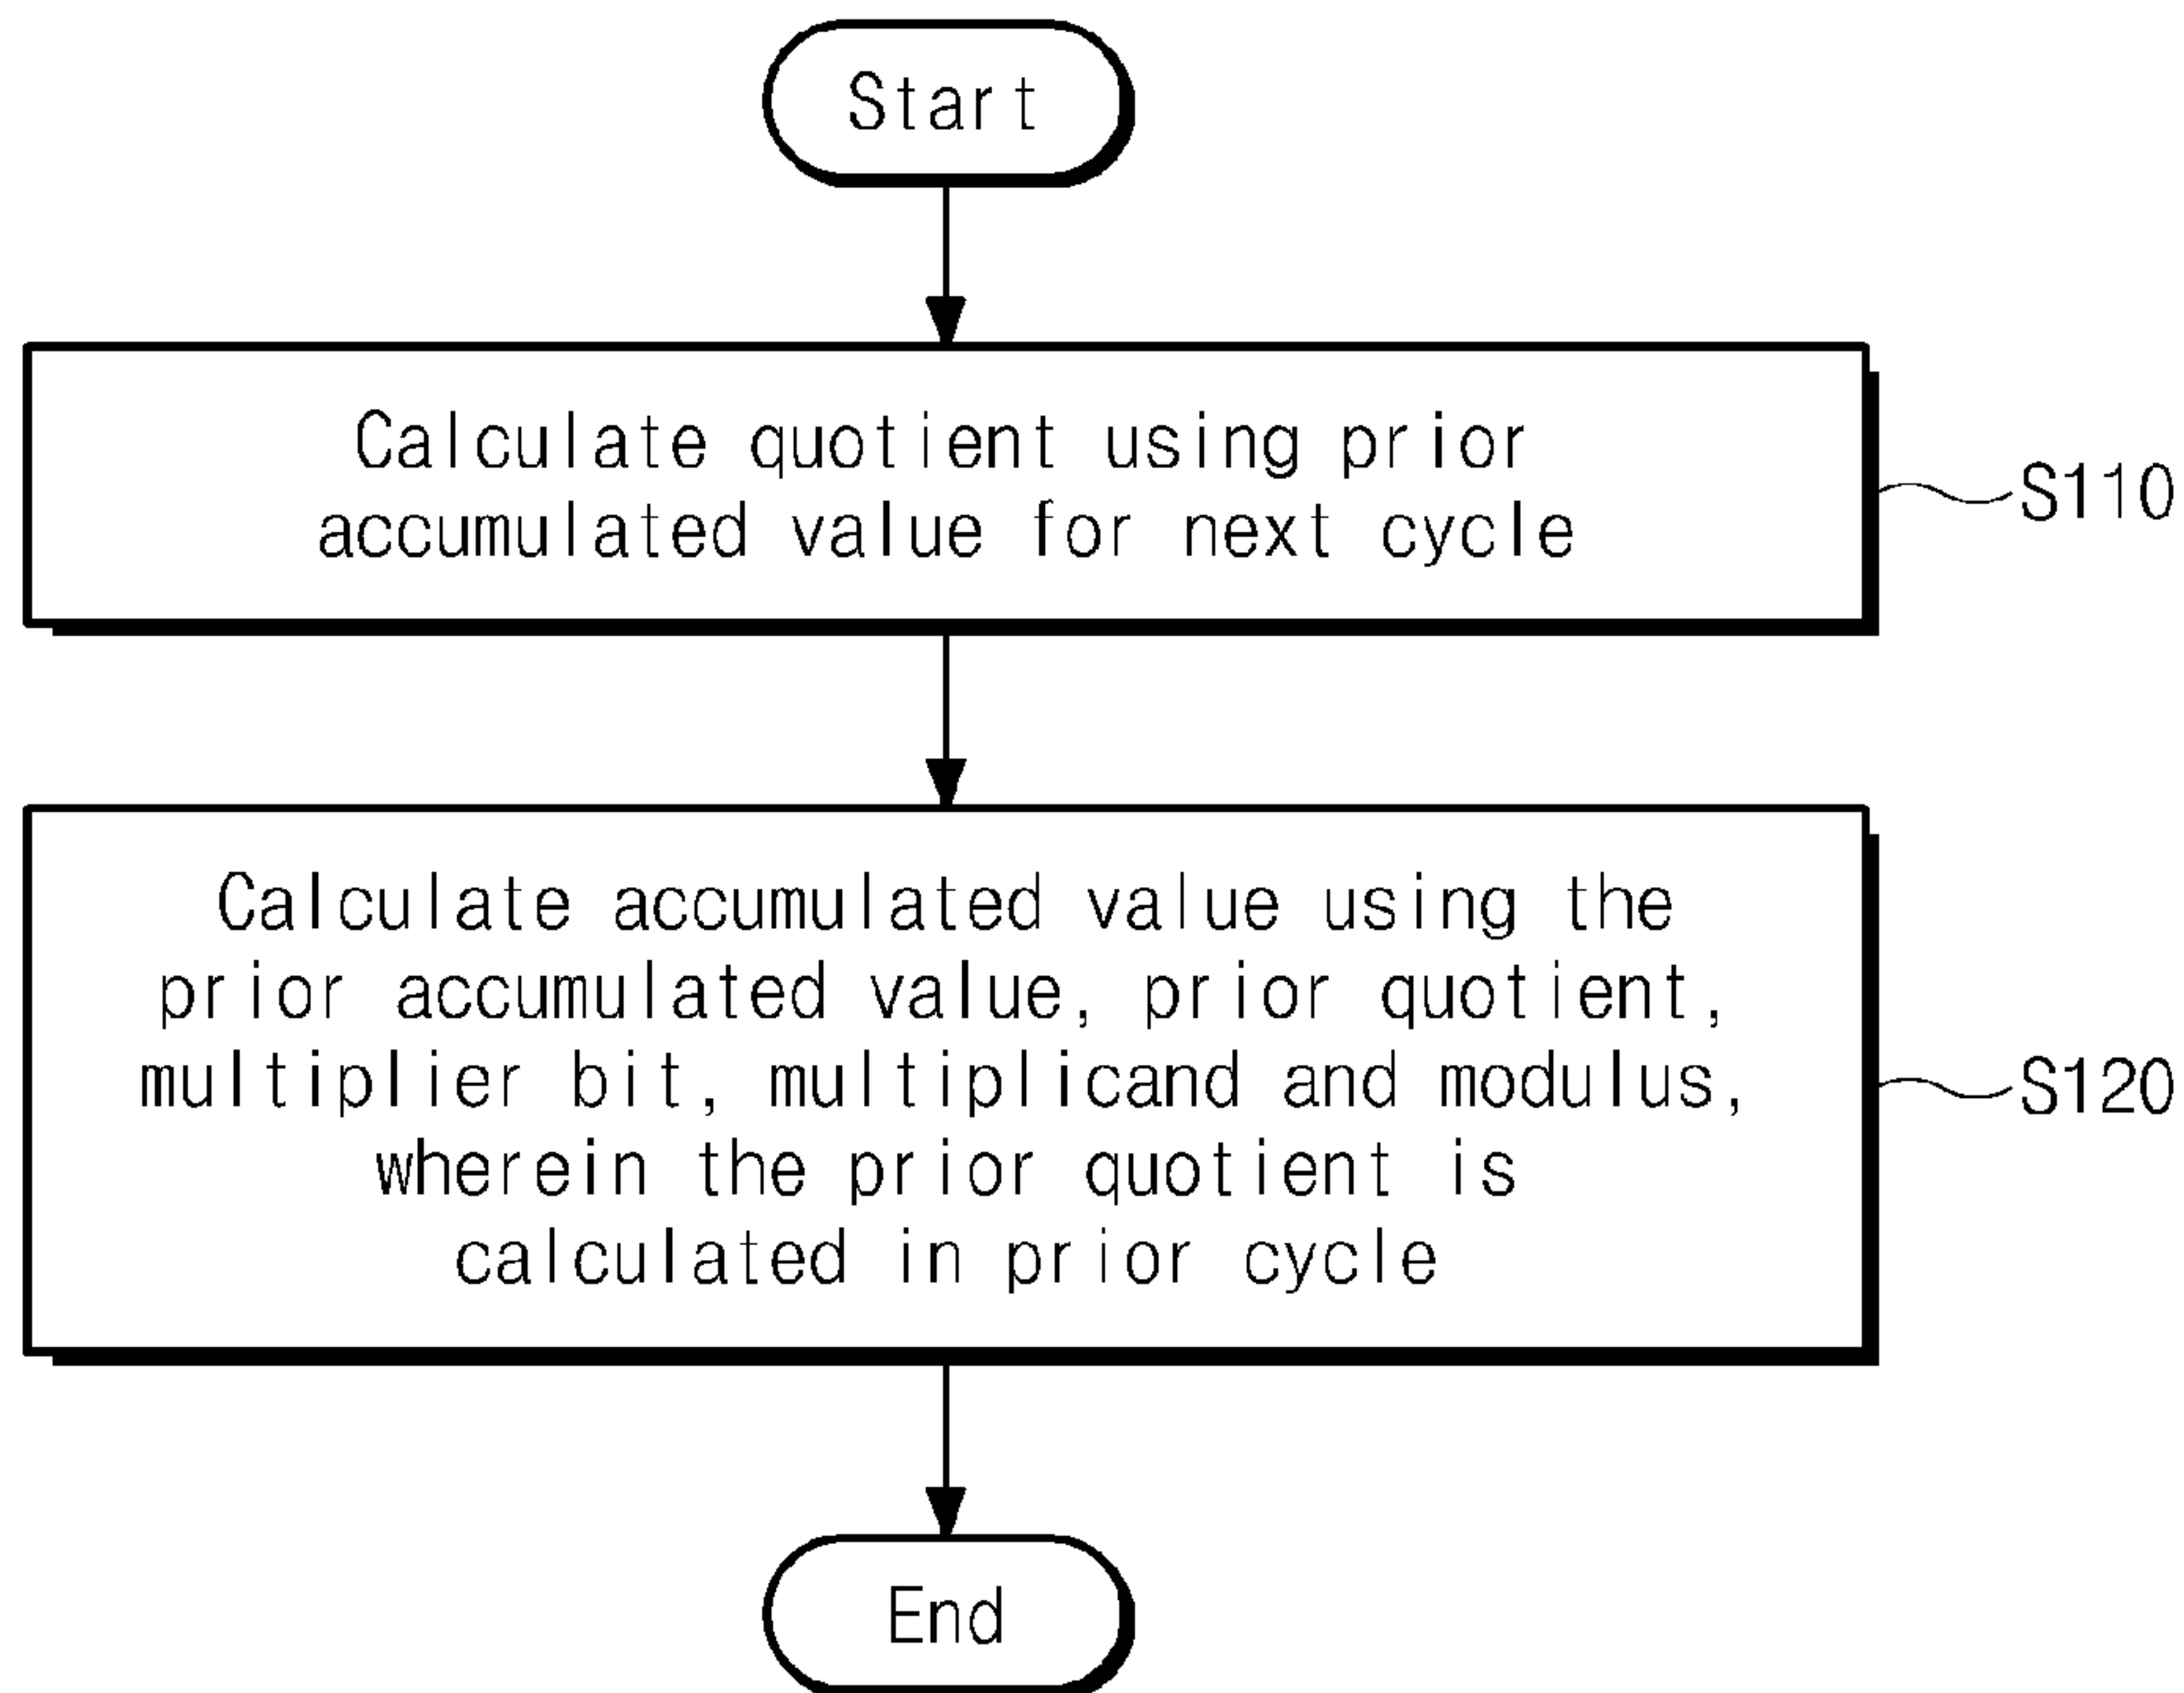 Start
Calculate quotient using prior
accumulated value for next cycle
S110
Calculate accumulated value using the
prior accumulated value, prior quotient,
multiplier bit, multiplicand and modulus,
wherein the prior quotient is
calculated in prior cycle
S120
End